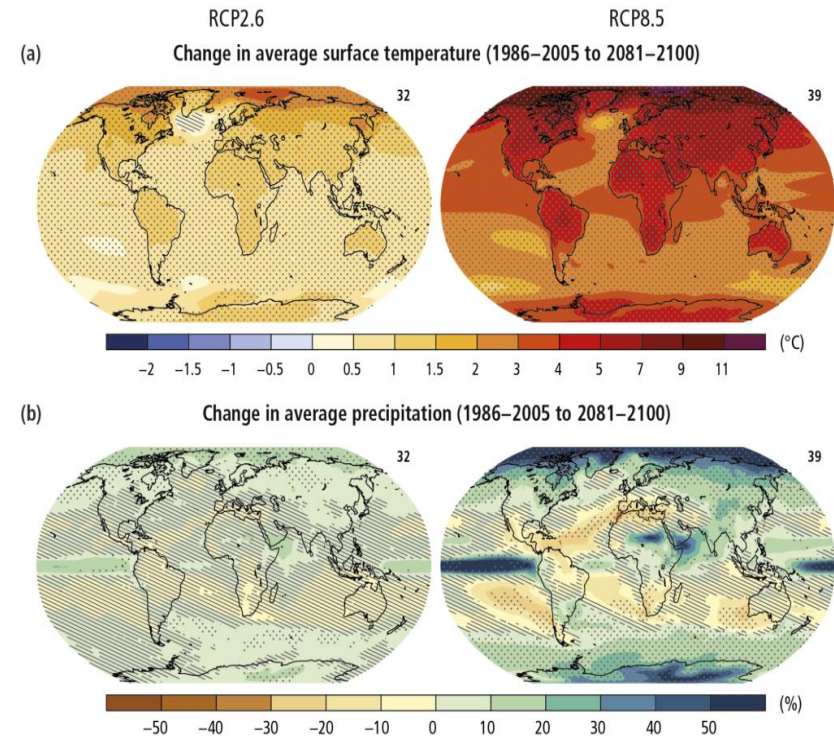 RCP2.6 RCP8.5
(a) Change in average surface temperature (1986–2005 to 2081–2100)
32 39
(°C)
−2 −1.5 −1 −0.5 0 0.5 1 1.5 2 3 4 5 7 9 11
(b) Change in average precipitation (1986–2005 to 2081–2100)
32 39
(%)
−50 −40 −30 −20 −10 0 10 20 30 40 50